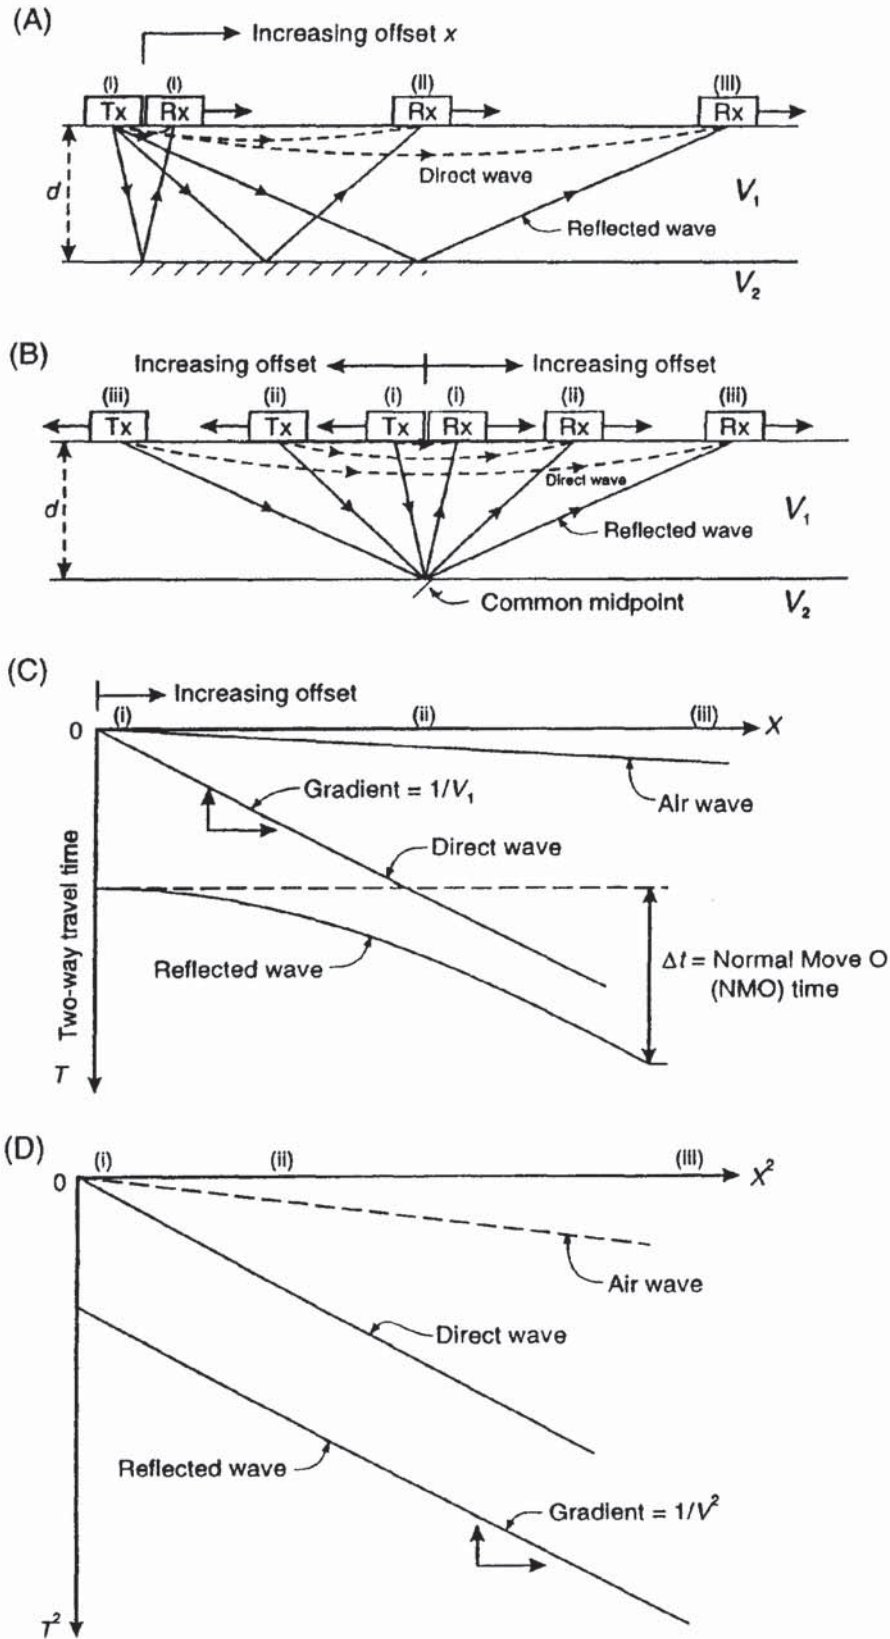 (A)
Increasing offset x
(i) (i) (ii) (iii)
Tx Rx Rx Rx
Direct wave
d
V₁
Reflected wave
V₂
(B)
Increasing offset Increasing offset
(iii) (ii) (i) (i) (ii) (iii)
Tx Tx Tx Rx Rx Rx
Direct wave
d
V₁
Reflected wave
Common midpoint
V₂
(C)
Increasing offset
(i) (ii) (iii)
0 X
Gradient = 1/V₁
Air wave
Direct wave
Two-way travel time
Reflected wave
Δt = Normal Move O
(NMO) time
T
(D)
(i) (ii) (iii)
0 X²
Air wave
Direct wave
Reflected wave
Gradient = 1/V²
T²